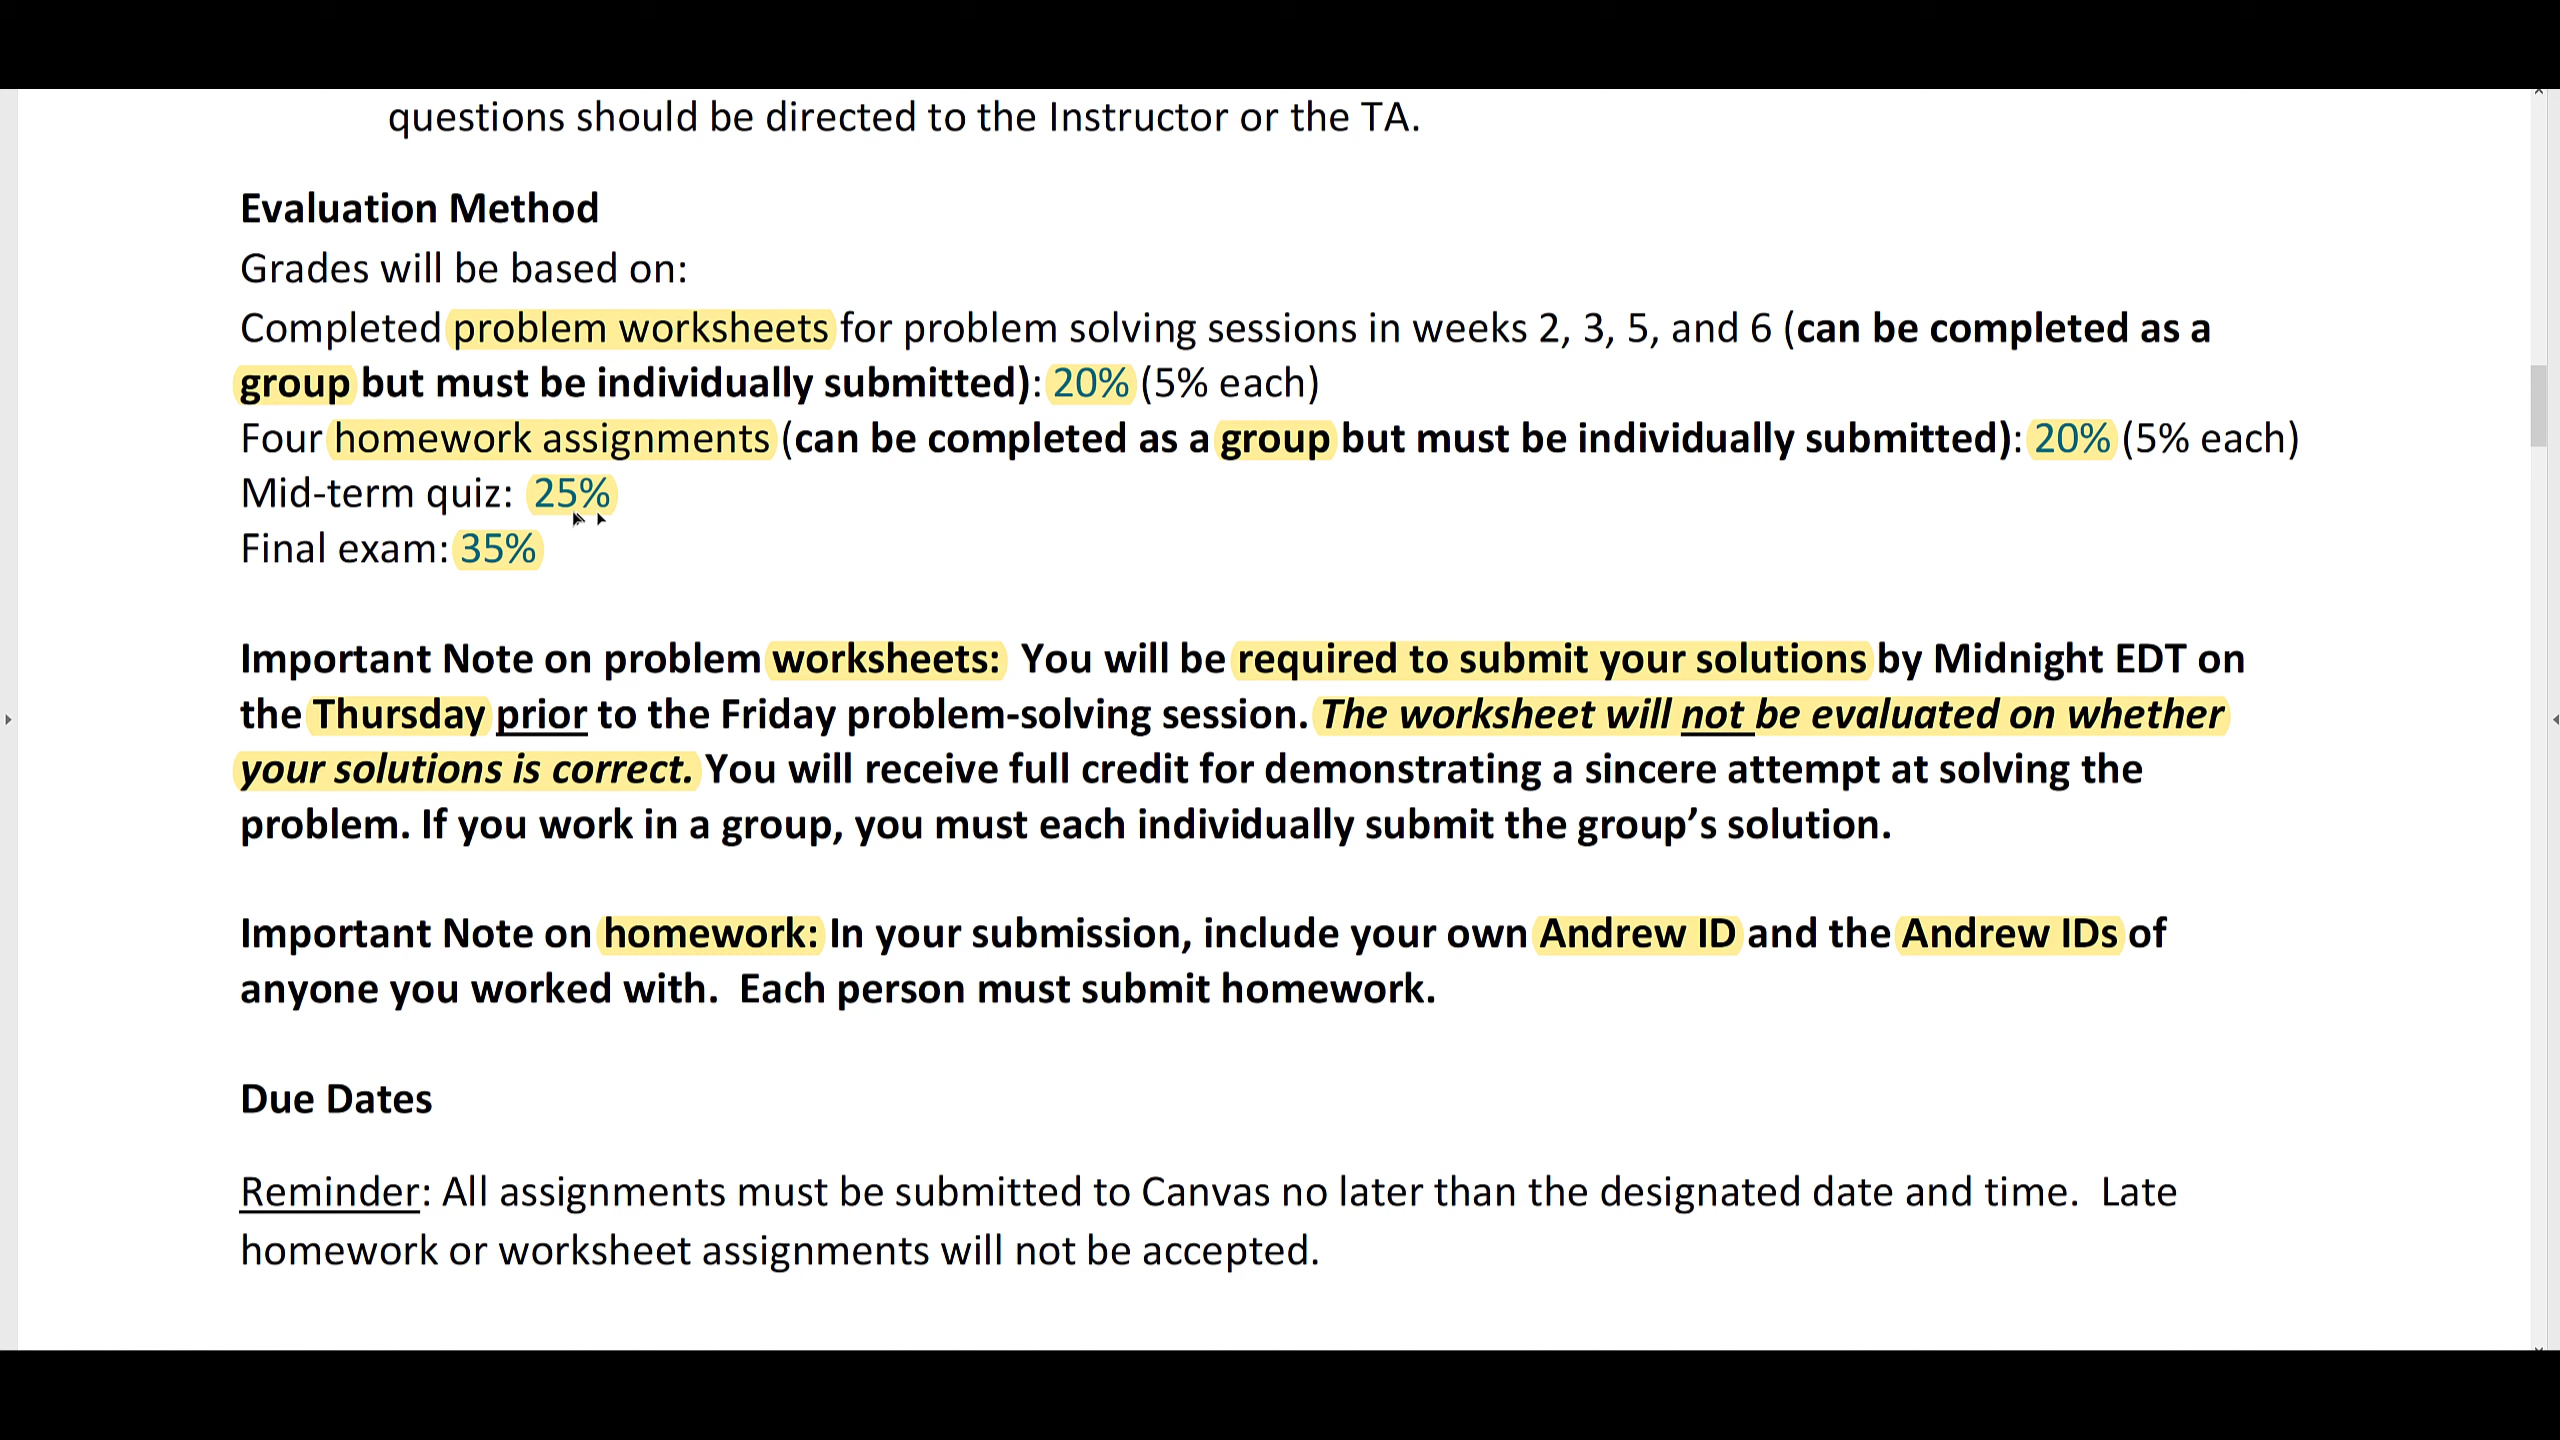 questions should be directed to the Instructor or the TA.
Evaluation Method
Grades will be based on:
Completed problem worksheets for problem solving sessions in weeks 2, 3, 5, and 6 (can be completed as a
group but must be individually submitted): 20% (5% each)
Four homework assignments (can be completed as a group but must be individually submitted): 20% (5% each)
Mid-term quiz: 25%
Final exam: 35%
Important Note on problem worksheets: You will be required to submit your solutions by Midnight EDT on
the Thursday prior to the Friday problem-solving session. The worksheet will not be evaluated on whether
your solutions is correct. You will receive full credit for demonstrating a sincere attempt at solving the
problem. If you work in a group, you must each individually submit the group’s solution.
Important Note on homework: In your submission, include your own Andrew ID and the Andrew IDs of
anyone you worked with. Each person must submit homework.
Due Dates
Reminder: All assignments must be submitted to Canvas no later than the designated date and time. Late
homework or worksheet assignments will not be accepted.